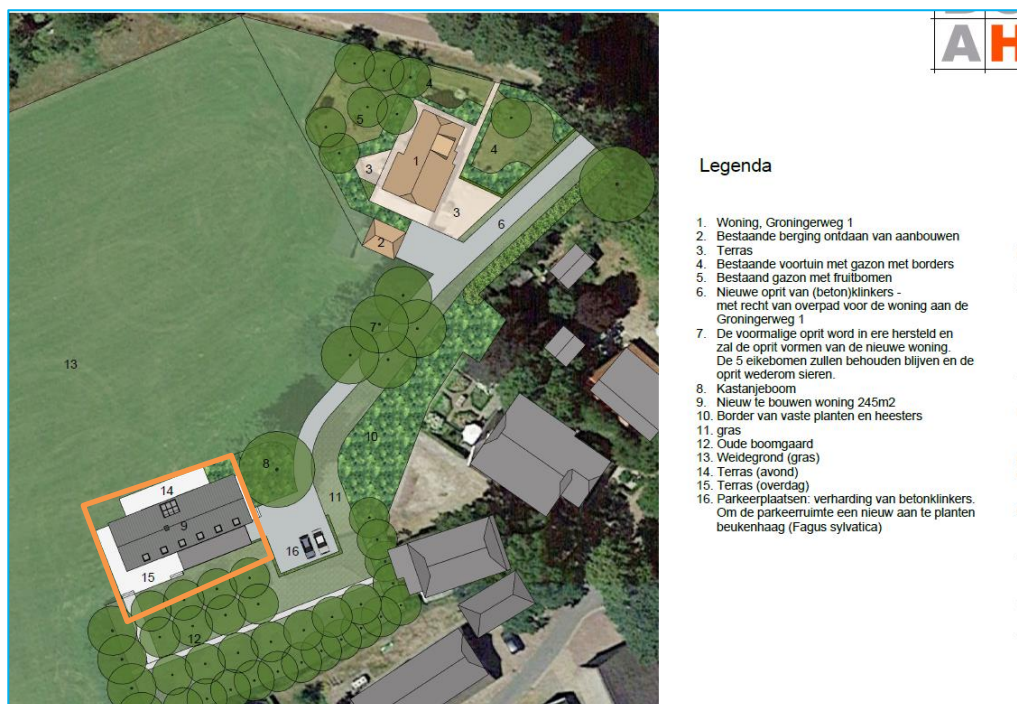 A H
Legenda
1. Woning, Groningerweg 1
2. Bestaande berging ontdaan van aanbouwen
3. Terras
4. Bestaande voortuin met gazon met borders
5. Bestaand gazon met fruitbomen
6. Nieuwe oprit van (beton)klinkers -
met recht van overpad voor de woning aan de
Groningerweg 1
7. De voormalige oprit word in ere hersteld en
zal de oprit vormen van de nieuwe woning.
De 5 eikebomen zullen behouden blijven en de
oprit wederom sieren.
8. Kastanjeboom
9. Nieuw te bouwen woning 245m2
10. Border van vaste planten en heesters
11. gras
12. Oude boomgaard
13. Weidegrond (gras)
14. Terras (avond)
15. Terras (overdag)
16. Parkeerplaatsen: verharding van betonklinkers.
Om de parkeerruimte een nieuw aan te planten
beukenhaag (Fagus sylvatica)
4
5
4
1
3
3
6
2
7
13
10
8
14
11
9
16
15
12